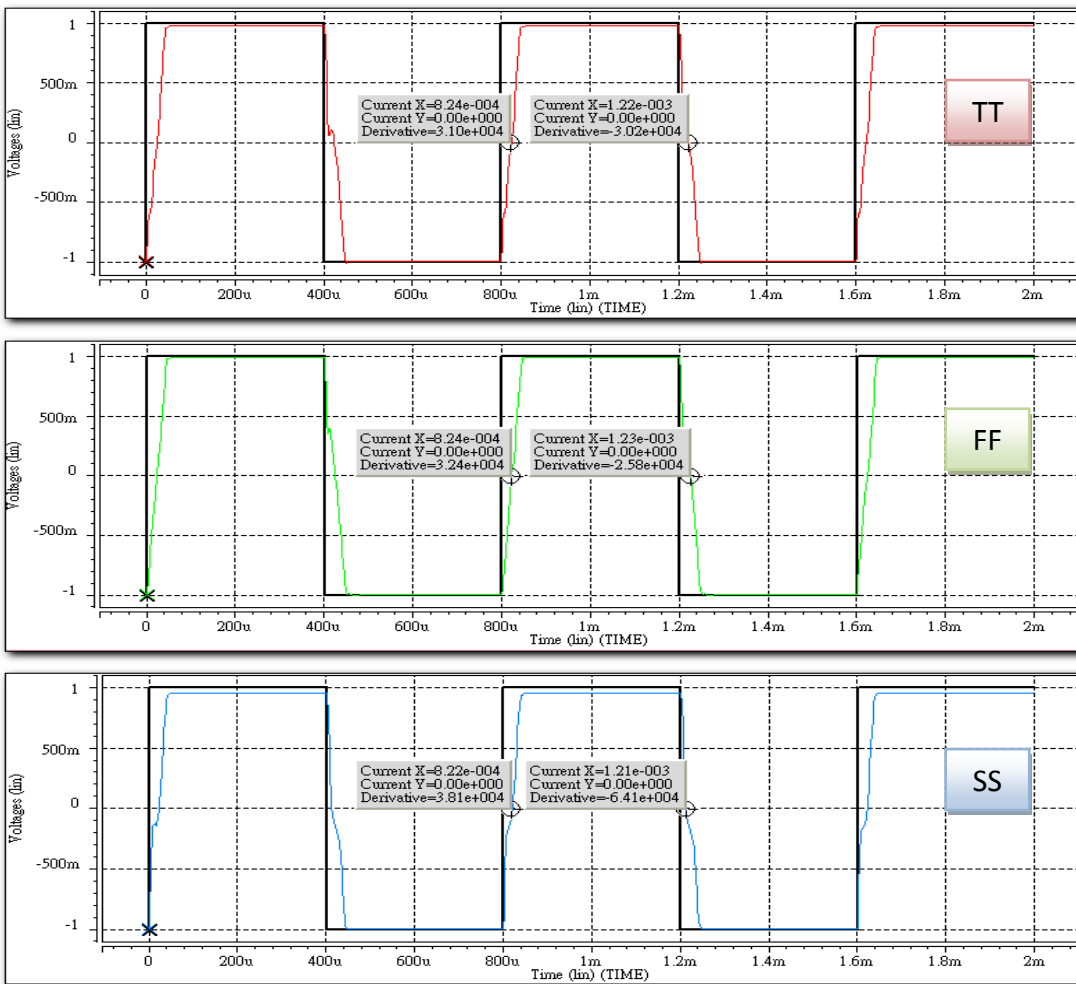 1
500m
0
-500m
-1
Voltages (lin)
Current X=8.24e-004
Current Y=0.00e+000
Derivative=3.10e+004
Current X=1.22e-003
Current Y=0.00e+000
Derivative=-3.02e+004
TT
0 200u 400u 600u 800u 1m 1.2m 1.4m 1.6m 1.8m 2m
Time (lin) (TIME)
1
500m
0
-500m
-1
Voltages (lin)
Current X=8.24e-004
Current Y=0.00e+000
Derivative=3.24e+004
Current X=1.23e-003
Current Y=0.00e+000
Derivative=-2.58e+004
FF
0 200u 400u 600u 800u 1m 1.2m 1.4m 1.6m 1.8m 2m
Time (lin) (TIME)
1
500m
0
-500m
-1
Voltages (lin)
Current X=8.22e-004
Current Y=0.00e+000
Derivative=3.81e+004
Current X=1.21e-003
Current Y=0.00e+000
Derivative=-6.41e+004
SS
0 200u 400u 600u 800u 1m 1.2m 1.4m 1.6m 1.8m 2m
Time (lin) (TIME)